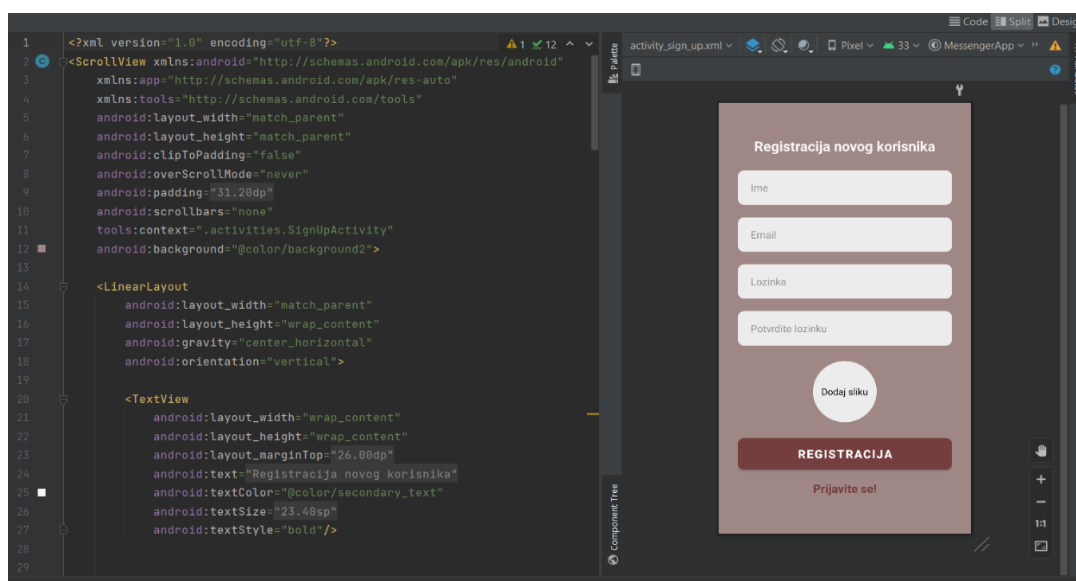 Code Split Desig
1 <?xml version="1.0" encoding="utf-8"?>
1 12
2 <ScrollView xmlns:android="http://schemas.android.com/apk/res/android"
3 xmlns:app="http://schemas.android.com/apk/res-auto"
4 xmlns:tools="http://schemas.android.com/tools"
5 android:layout_width="match_parent"
6 android:layout_height="match_parent"
7 android:clipToPadding="false"
8 android:overScrollMode="never"
9 android:padding="31.20dp"
10 android:scrollbars="none"
11 tools:context=".activities.SignUpActivity"
12 android:background="@color/background2">
13
14 <LinearLayout
15 android:layout_width="match_parent"
16 android:layout_height="wrap_content"
17 android:gravity="center_horizontal"
18 android:orientation="vertical">
19
20 <TextView
21 android:layout_width="wrap_content"
22 android:layout_height="wrap_content"
23 android:layout_marginTop="26.00dp"
24 android:text="Registracija novog korisnika"
25 android:textColor="@color/secondary_text"
26 android:textSize="23.40sp"
27 android:textStyle="bold"/>
28
29
Palette
Component Tree
activity_sign_up.xml Pixel 33 MessengerApp
Registracija novog korisnika
Ime
Email
Lozinka
Potvrdite lozinku
Dodaj sliku
REGISTRACIJA
Prijavite se!
+
−
1:1